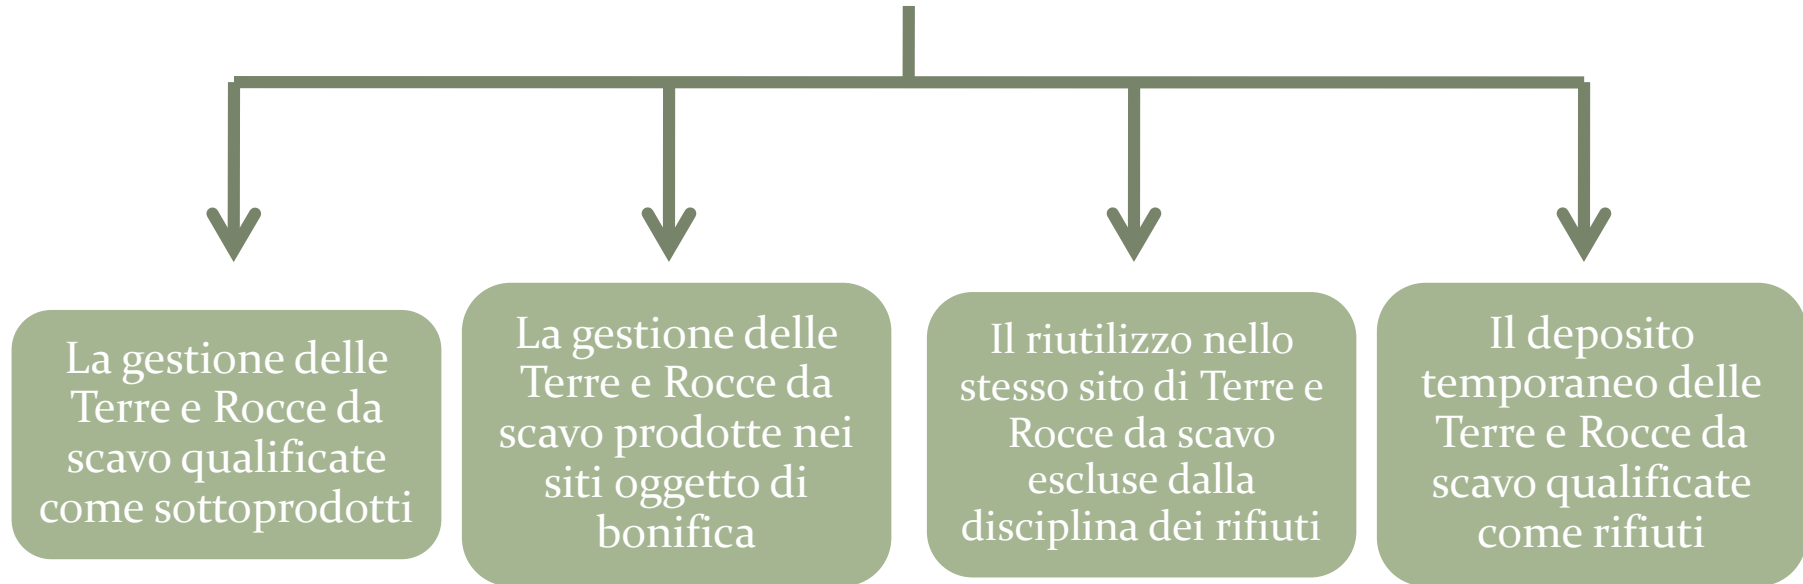 La gestione delle
Terre e Rocce da
scavo qualificate
come sottoprodotti
La gestione delle
Terre e Rocce da
scavo prodotte nei
siti oggetto di
bonifica
Il riutilizzo nello
stesso sito di Terre e
Rocce da scavo
escluse dalla
disciplina dei rifiuti
Il deposito
temporaneo delle
Terre e Rocce da
scavo qualificate
come rifiuti